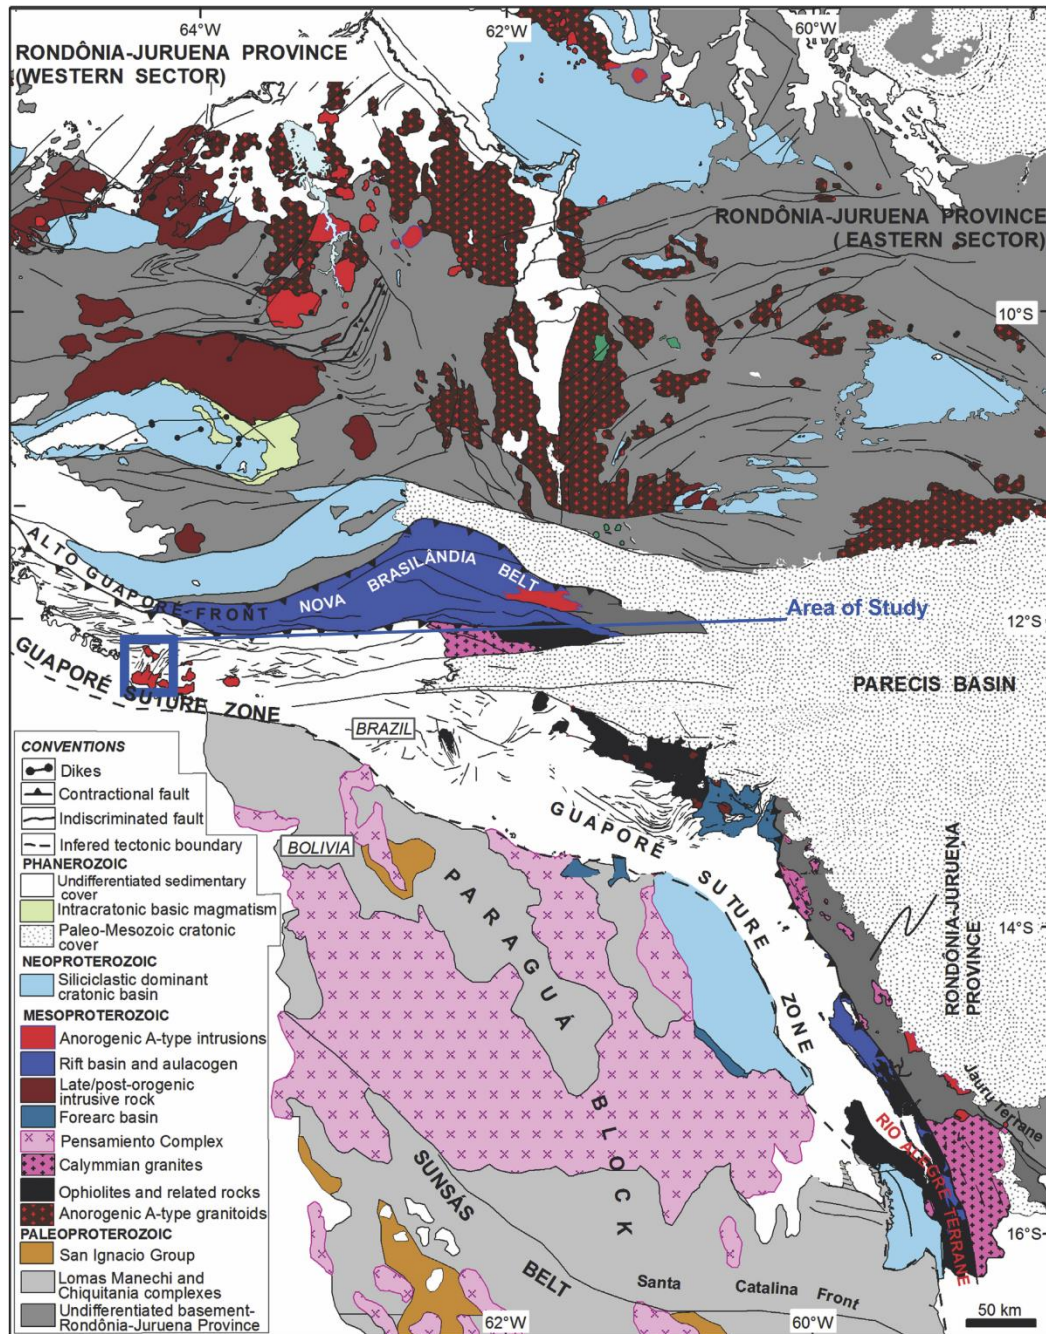 64°W
62°W
60°W
RONDÔNIA-JURUENA PROVINCE
(WESTERN SECTOR)
RONDÔNIA-JURUENA PROVINCE
( EASTERN SECTOR)
10°S
ALTO GUAPORÉ FRONT
NOVA BRASILÂNDIA BELT
Area of Study
12°S
GUAPORÉ SUTURE ZONE
PARECIS BASIN
BRAZIL
BOLIVIA
GUAPORÉ SUTURE ZONE
PARAGUÁ BLOCK
RONDÔNIA-JURUENA
PROVINCE
14°S
Jauru Terrane
RIO ALEGRE TERRANE
16°S
SUNSÁS BELT
Santa Catalina Front
62°W
60°W
50 km
CONVENTIONS
Dikes
Contractional fault
Indiscriminated fault
Infered tectonic boundary
PHANEROZOIC
Undifferentiated sedimentary
cover
Intracratonic basic magmatism
Paleo-Mesozoic cratonic
cover
NEOPROTEROZOIC
Siliciclastic dominant
cratonic basin
MESOPROTEROZOIC
Anorogenic A-type intrusions
Rift basin and aulacogen
Late/post-orogenic
intrusive rock
Forearc basin
Pensamiento Complex
Calymmian granites
Ophiolites and related rocks
Anorogenic A-type granitoids
PALEOPROTEROZOIC
San Ignacio Group
Lomas Manechi and
Chiquitania complexes
Undifferentiated basement-
Rondônia-Juruena Province